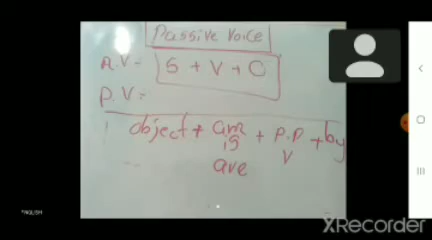 Passive Voice
A.V= S + V + O
P.V=
object + am + P.P + by
is V
are
XRecorder